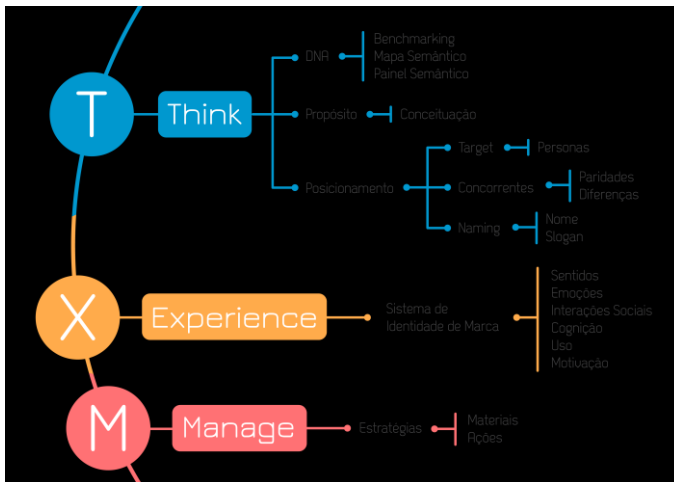 T
Think
DNA
Benchmarking
Mapa Semântico
Painel Semântico
Propósito
Conceituação
Posicionamento
Target
Personas
Concorrentes
Paridades
Diferenças
Naming
Nome
Slogan
X
Experience
Sistema de
Identidade de Marca
Sentidos
Emoções
Interações Sociais
Cognição
Uso
Motivação
M
Manage
Estratégias
Materiais
Ações